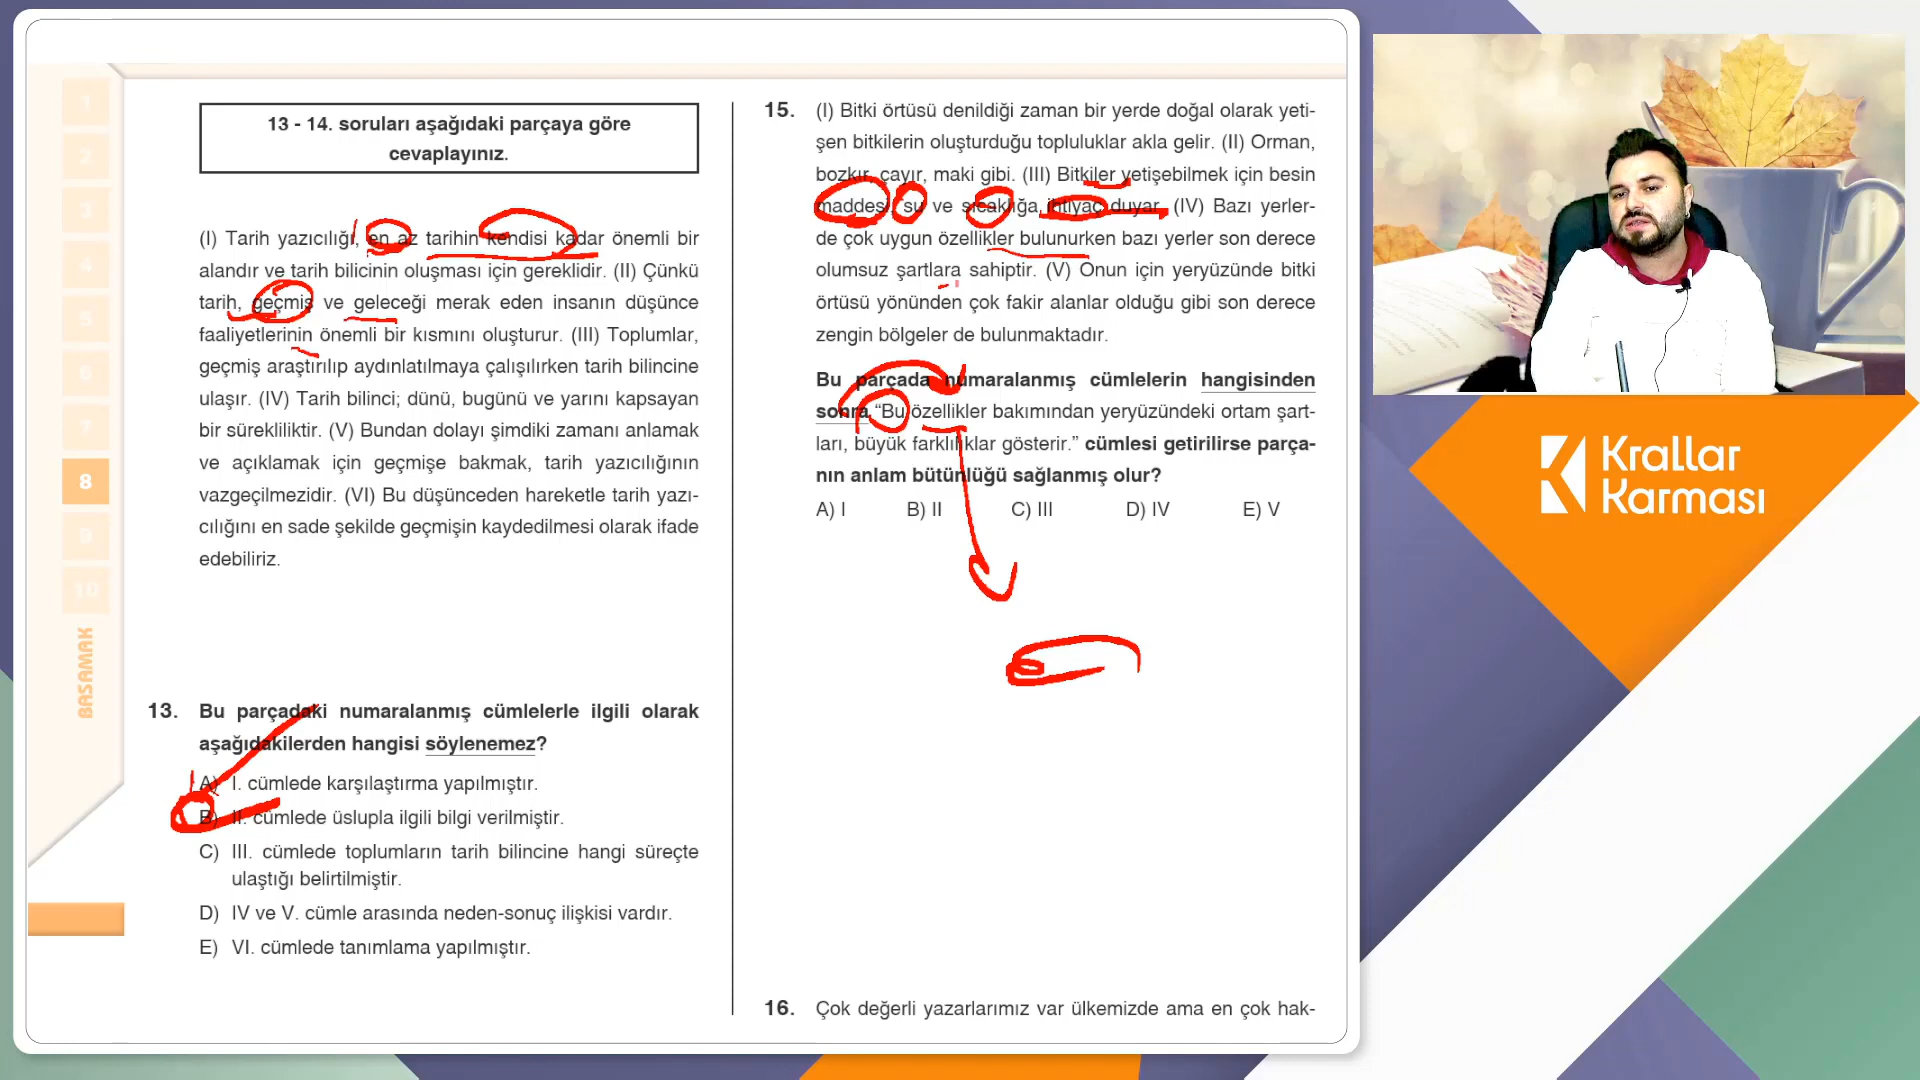 1
2
3
4
5
6
7
8
9
10
BASAMAK
13 - 14. soruları aşağıdaki parçaya göre
cevaplayınız.
(I) Tarih yazıcılığı, en az tarihin kendisi kadar önemli bir
alandır ve tarih bilicinin oluşması için gereklidir. (II) Çünkü
tarih, geçmiş ve geleceği merak eden insanın düşünce
faaliyetlerinin önemli bir kısmını oluşturur. (III) Toplumlar,
geçmiş araştırılıp aydınlatılmaya çalışılırken tarih bilincine
ulaşır. (IV) Tarih bilinci; dünü, bugünü ve yarını kapsayan
bir sürekliliktir. (V) Bundan dolayı şimdiki zamanı anlamak
ve açıklamak için geçmişe bakmak, tarih yazıcılığının
vazgeçilmezidir. (VI) Bu düşünceden hareketle tarih yazı-
cılığını en sade şekilde geçmişin kaydedilmesi olarak ifade
edebiliriz.
13. Bu parçadaki numaralanmış cümlelerle ilgili olarak
aşağıdakilerden hangisi söylenemez?
A) I. cümlede karşılaştırma yapılmıştır.
B) II. cümlede üslupla ilgili bilgi verilmiştir.
C) III. cümlede toplumların tarih bilincine hangi süreçte
ulaştığı belirtilmiştir.
D) IV ve V. cümle arasında neden-sonuç ilişkisi vardır.
E) VI. cümlede tanımlama yapılmıştır.
15. (I) Bitki örtüsü denildiği zaman bir yerde doğal olarak yeti-
şen bitkilerin oluşturduğu topluluklar akla gelir. (II) Orman,
bozkır, çayır, maki gibi. (III) Bitkiler yetişebilmek için besin
maddesi, su ve sıcaklığa ihtiyaç duyar. (IV) Bazı yerler-
de çok uygun özellikler bulunurken bazı yerler son derece
olumsuz şartlara sahiptir. (V) Onun için yeryüzünde bitki
örtüsü yönünden çok fakir alanlar olduğu gibi son derece
zengin bölgeler de bulunmaktadır.
Bu parçada numaralanmış cümlelerin hangisinden
sonra “Bu özellikler bakımından yeryüzündeki ortam şart-
ları, büyük farklılıklar gösterir.” cümlesi getirilirse parça-
nın anlam bütünlüğü sağlanmış olur?
A) I B) II C) III D) IV E) V
16. Çok değerli yazarlarımız var ülkemizde ama en çok hak-
Krallar
Karması